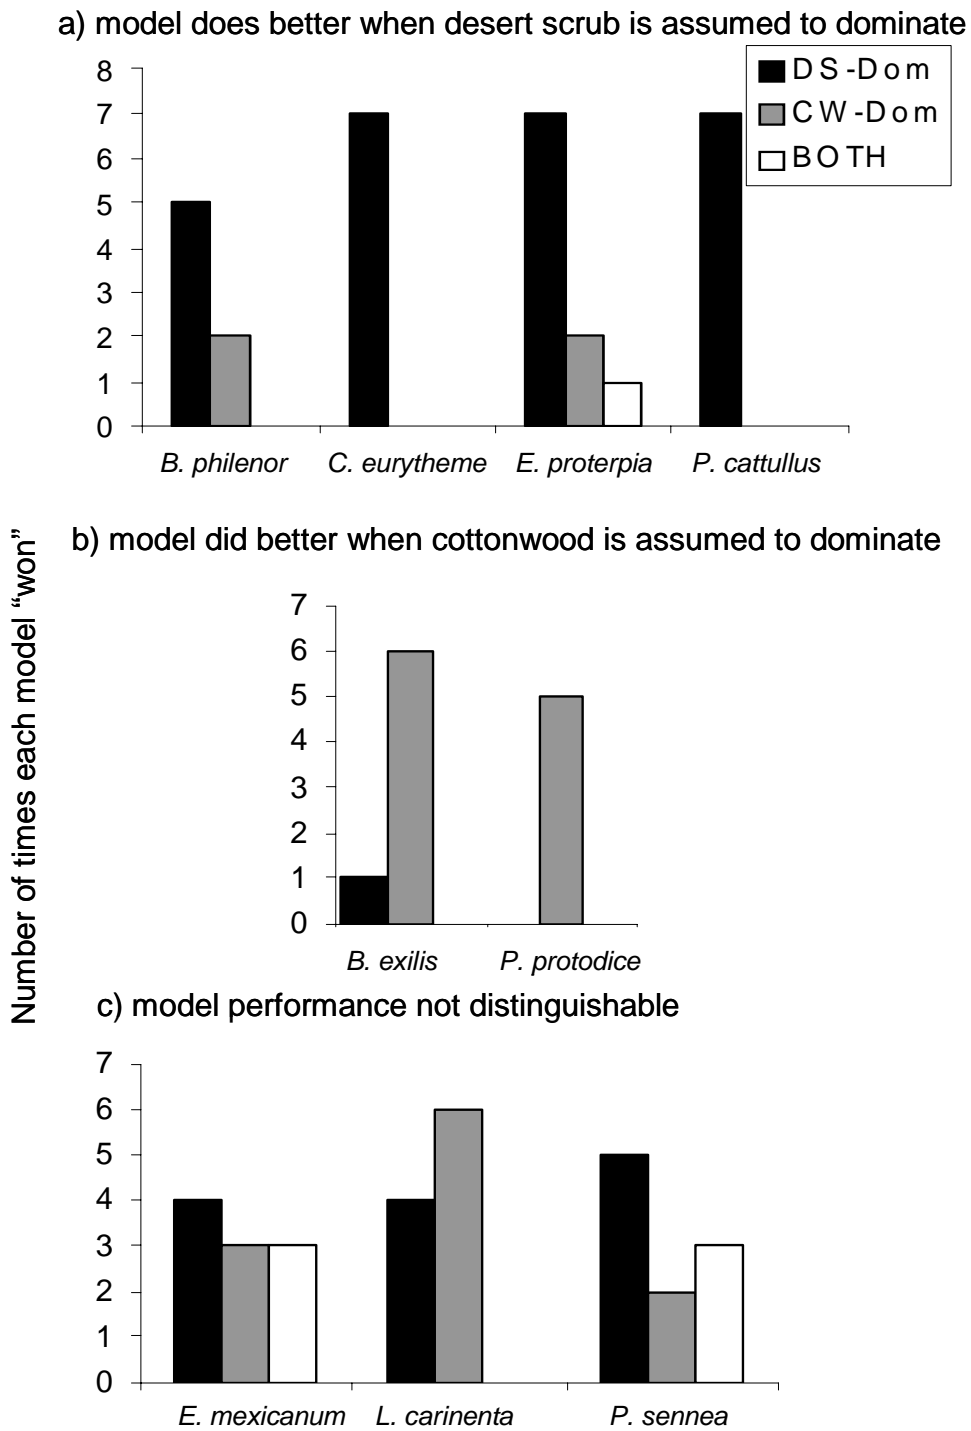 a) model does better when desert scrub is assumed to dominate
DS-Dom
CW-Dom
BOTH
8
7
6
5
4
3
2
1
0
B. philenor C. eurytheme E. proterpia P. cattullus
Number of times each model “won”
b) model did better when cottonwood is assumed to dominate
7
6
5
4
3
2
1
0
B. exilis P. protodice
c) model performance not distinguishable
7
6
5
4
3
2
1
0
E. mexicanum L. carinenta P. sennea